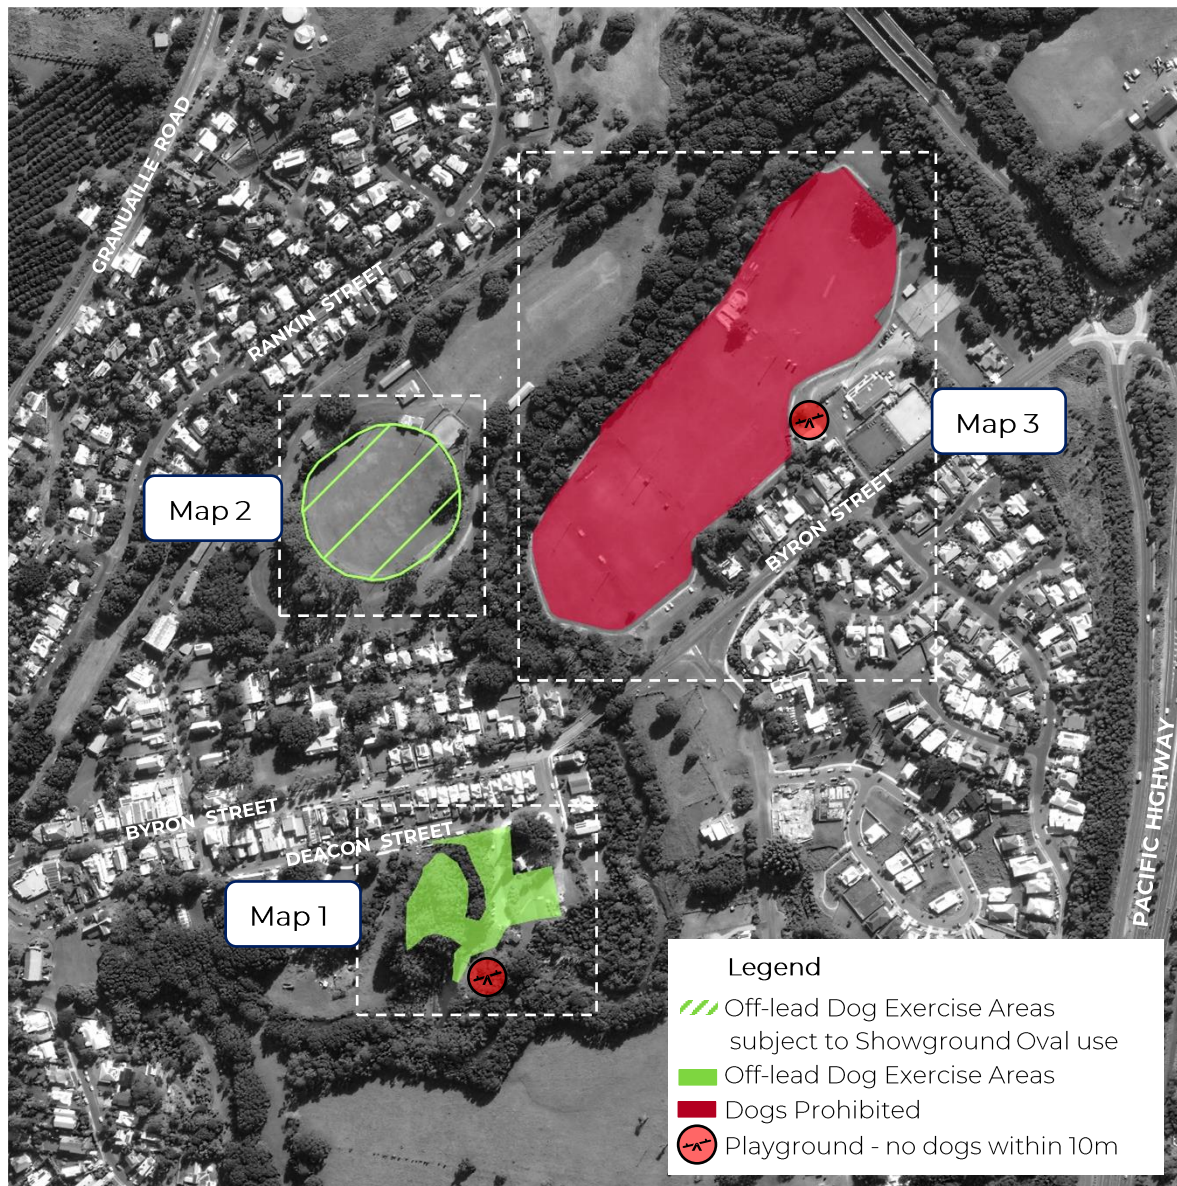 GRANUAILLE ROAD
RANKIN STREET
Map 3
Map 2
BYRON STREET
PACIFIC HIGHWAY
BYRON STREET
DEACON STREET
Map 1
Legend
Off-lead Dog Exercise Areas
subject to Showground Oval use
Off-lead Dog Exercise Areas
Dogs Prohibited
Playground - no dogs within 10m